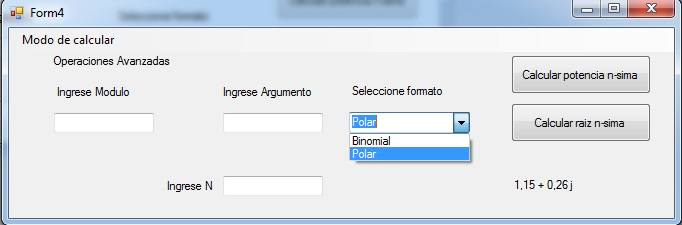 Form4
Modo de calcular
Operaciones Avanzadas
Calcular potencia n-sima
Ingrese Modulo
Ingrese Argumento
Seleccione formato
Polar
Calcular raiz n-sima
Binomial
Polar
Ingrese N
1,15 + 0,26 j